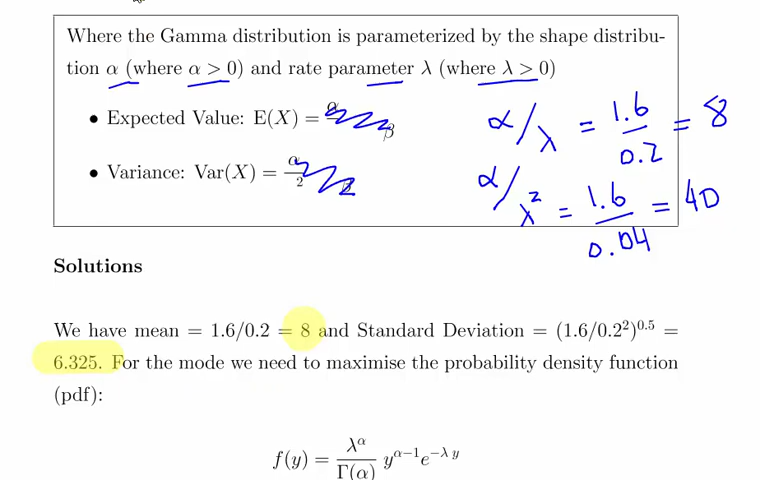 Where the Gamma distribution is parameterized by the shape distribu-
tion α (where α > 0) and rate parameter λ (where λ > 0)
• Expected Value: E(X) = α/β
α/λ = 1.6/0.2 = 8
• Variance: Var(X) = α/2
α/λ² = 1.6/0.04 = 40
Solutions
We have mean = 1.6/0.2 = 8 and Standard Deviation = (1.6/0.2²)^0.5 =
6.325. For the mode we need to maximise the probability density function
(pdf):
f(y) = λ^α/Γ(α) y^(α−1) e^(−λ y)